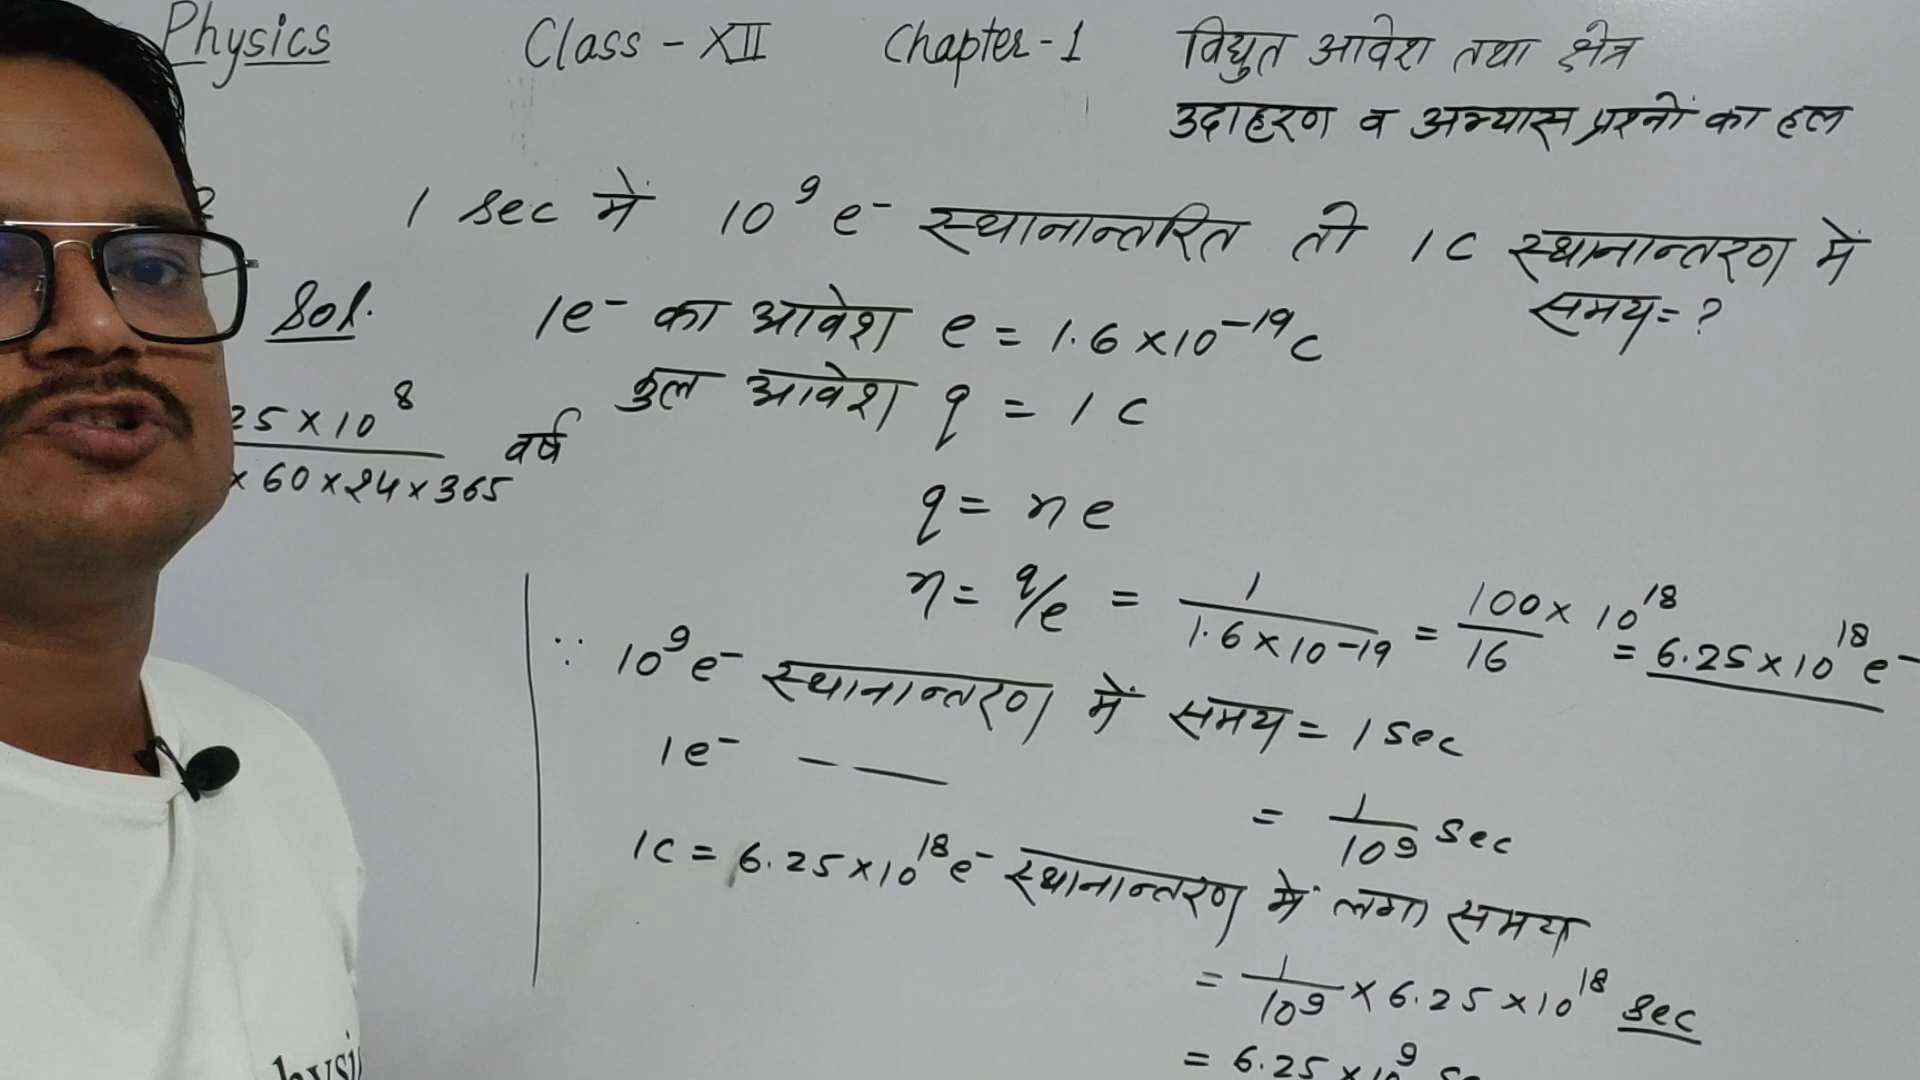 Physics Class - XII Chapter - 1 विद्युत आवेश तथा क्षेत्र
उदाहरण व अभ्यास प्रश्नों का हल
1 sec में 10⁹ e⁻ स्थानान्तरित तो 1C स्थानान्तरण में
समय = ?
Sol. 1e⁻ का आवेश e = 1.6 × 10⁻¹⁹ C
कुल आवेश q = 1 C
25 × 10⁸
× 60 × 24 × 365 वर्ष
q = n e
n = q/e = 1/1.6 × 10-19 = 100/16 × 10¹⁸ = 6.25 × 10¹⁸ e⁻
∵ 10⁹ e⁻ स्थानान्तरण में समय = 1 sec
1e⁻ — —
= 1/10⁹ sec
1C = 6.25 × 10¹⁸ e⁻ स्थानान्तरण में लगा समय
= 1/10⁹ × 6.25 × 10¹⁸ sec
= 6.25 × 10⁹
hysi